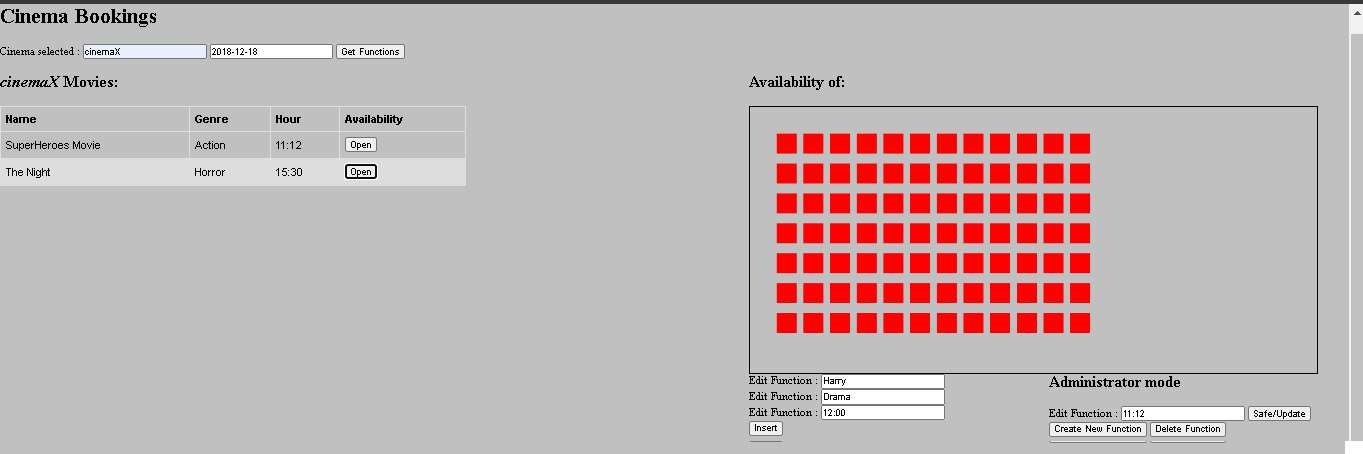 Cinema Bookings
Cinema selected : cinemaX 2018-12-18 Get Functions
cinemaX Movies:
Name Genre Hour Availability
SuperHeroes Movie Action 11:12 Open
The Night Horror 15:30 Open
Availability of:
Edit Function : Harry
Edit Function : Drama
Edit Function : 12:00
Insert
Administrator mode
Edit Function : 11:12 Safe/Update
Create New Function Delete Function